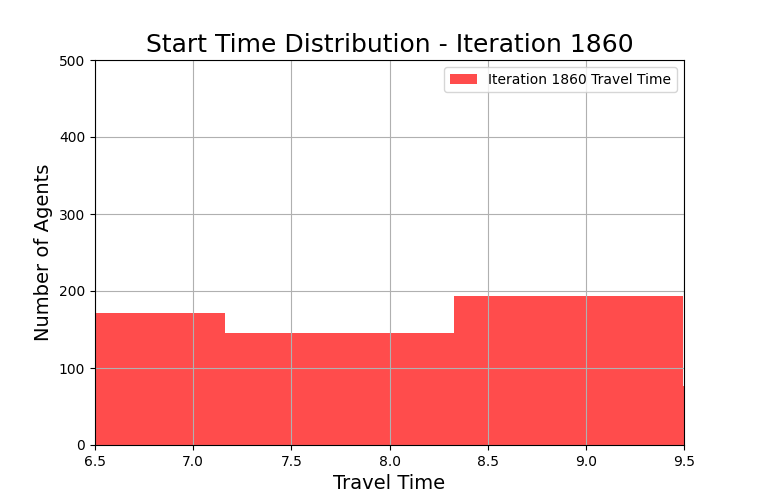 Start Time Distribution - Iteration 1860
Iteration 1860 Travel Time
Number of Agents
500
400
300
200
100
0
6.5 7.0 7.5 8.0 8.5 9.0 9.5
Travel Time